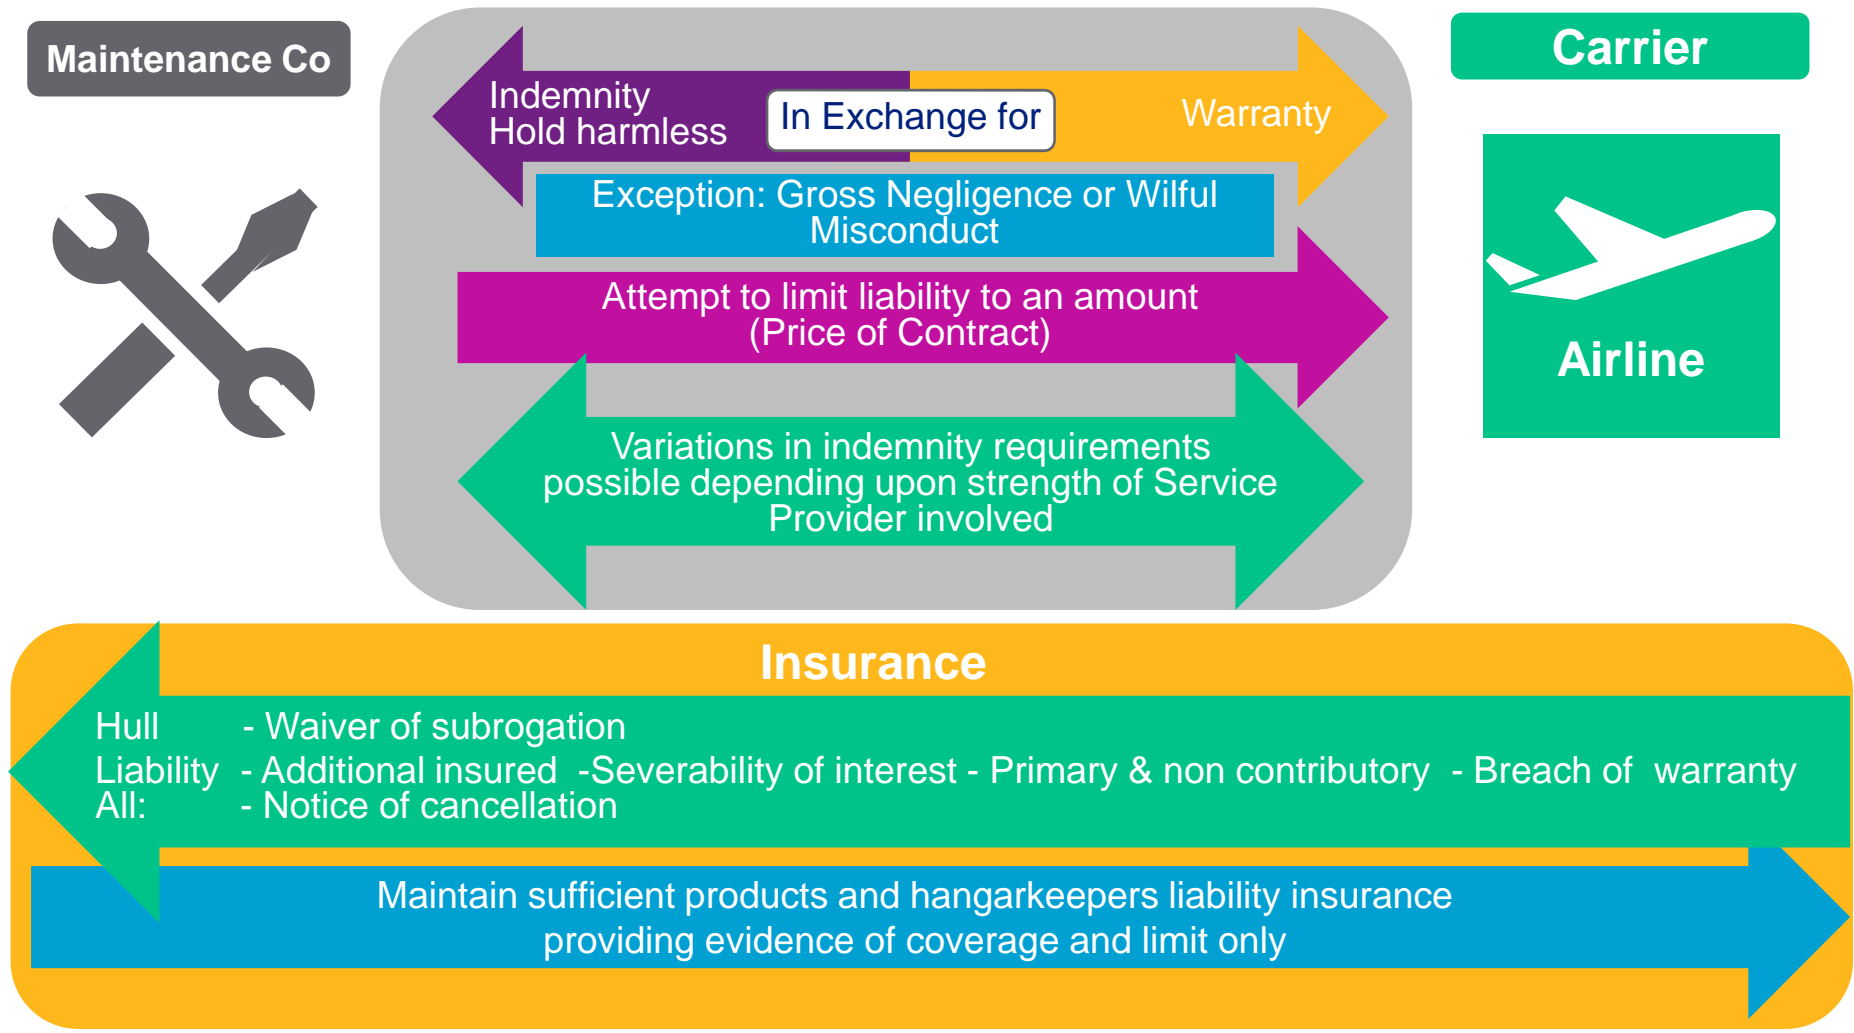 Maintenance Co
Carrier
Indemnity
Hold harmless
In Exchange for
Warranty
Exception: Gross Negligence or Wilful
Misconduct
Attempt to limit liability to an amount
(Price of Contract)
Airline
Variations in indemnity requirements
possible depending upon strength of Service
Provider involved
Insurance
Hull - Waiver of subrogation
Liability - Additional insured -Severability of interest - Primary & non contributory - Breach of warranty
All: - Notice of cancellation
Maintain sufficient products and hangarkeepers liability insurance
providing evidence of coverage and limit only